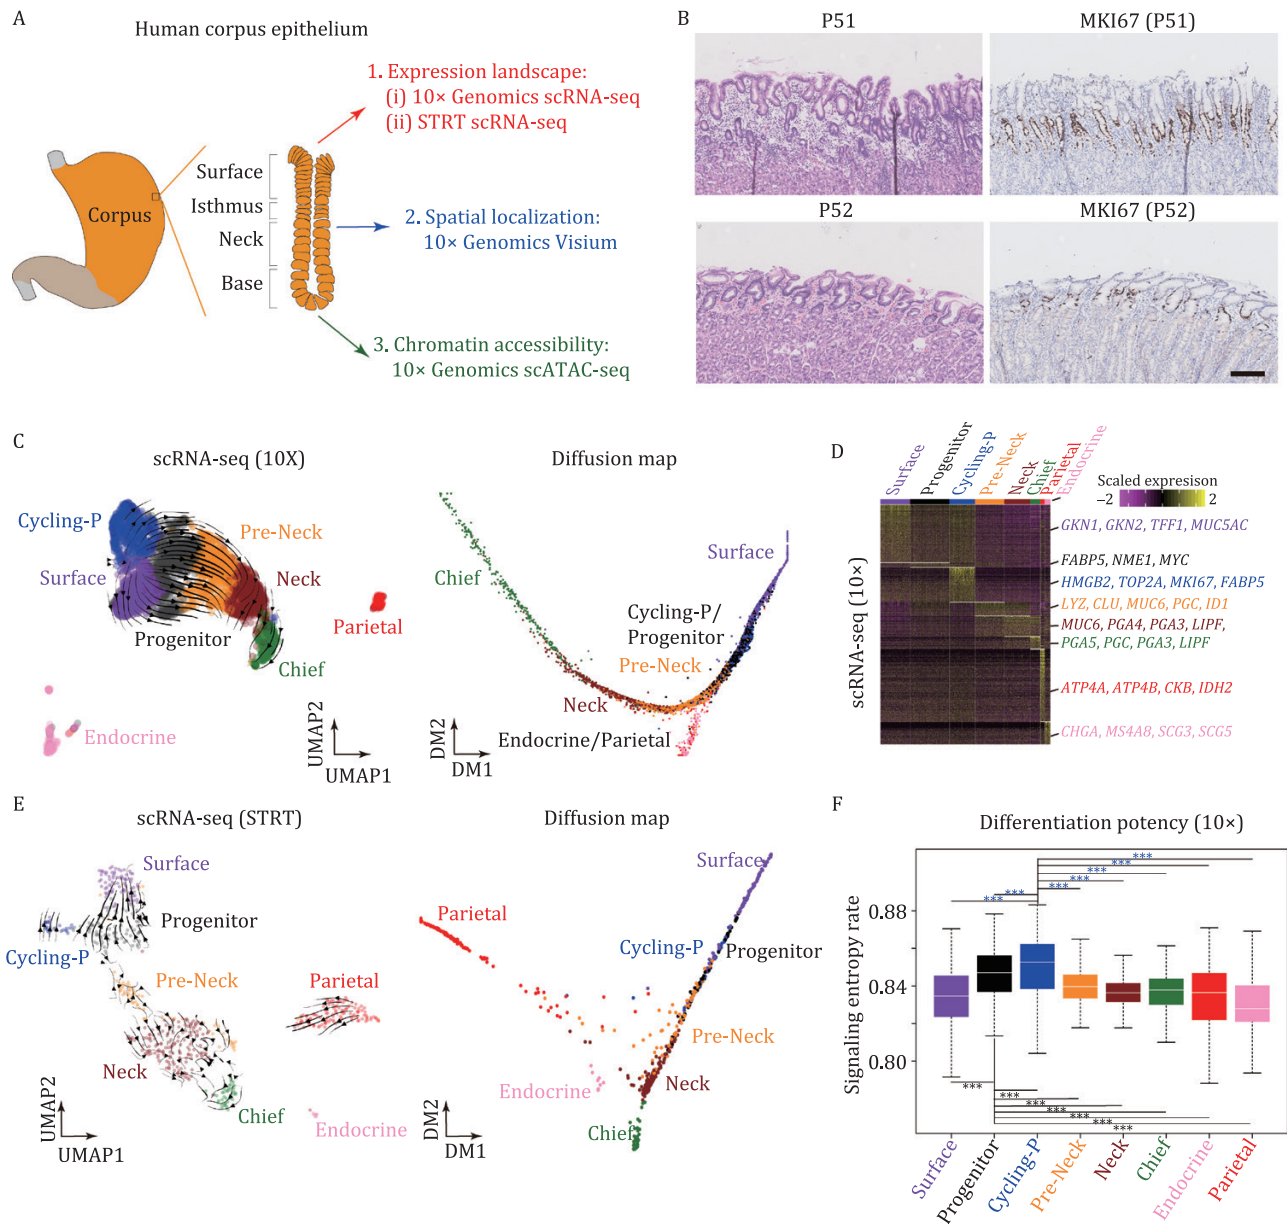 A
Human corpus epithelium
1. Expression landscape:
(i) 10× Genomics scRNA-seq
(ii) STRT scRNA-seq
Surface
Isthmus
Neck
Base
Corpus
2. Spatial localization:
10× Genomics Visium
3. Chromatin accessibility:
10× Genomics scATAC-seq
B
P51
MKI67 (P51)
P52
MKI67 (P52)
C
scRNA-seq (10X)
Cycling-P
Pre-Neck
Surface
Neck
Progenitor
Parietal
Chief
Endocrine
UMAP2
UMAP1
Diffusion map
Surface
Chief
Cycling-P/
Progenitor
Pre-Neck
Neck
Endocrine/Parietal
DM2
DM1
D
Surface
Progenitor
Cycling-P
Pre-Neck
Neck
Chief
Parietal
Endocrine
Scaled expresison
−2
2
scRNA-seq (10×)
GKN1, GKN2, TFF1, MUC5AC
FABP5, NME1, MYC
HMGB2, TOP2A, MKI67, FABP5
LYZ, CLU, MUC6, PGC, ID1
MUC6, PGA4, PGA3, LIPF,
PGA5, PGC, PGA3, LIPF
ATP4A, ATP4B, CKB, IDH2
CHGA, MS4A8, SCG3, SCG5
E
scRNA-seq (STRT)
Surface
Progenitor
Cycling-P
Pre-Neck
Parietal
Neck
Chief
Endocrine
UMAP2
UMAP1
Diffusion map
Surface
Parietal
Cycling-P
Progenitor
Pre-Neck
Endocrine
Neck
Chief
DM2
DM1
F
Differentiation potency (10×)
Signaling entropy rate
0.88
0.84
0.80
***
***
***
***
***
***
***
***
***
***
***
***
***
Surface
Progenitor
Cycling-P
Pre-Neck
Neck
Chief
Endocrine
Parietal